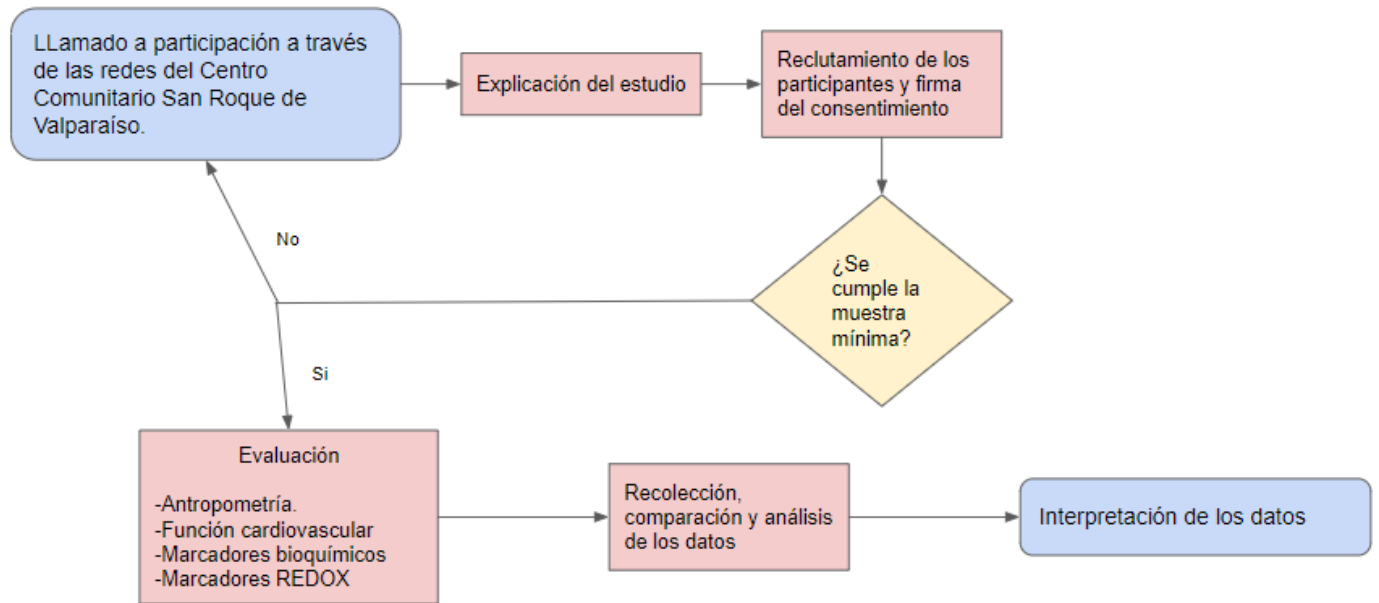 LLamado a participación a través
de las redes del Centro
Comunitario San Roque de
Valparaíso.
Explicación del estudio
Reclutamiento de los
participantes y firma
del consentimiento
¿Se
cumple la
muestra
mínima?
No
Si
Evaluación
-Antropometría.
-Función cardiovascular
-Marcadores bioquímicos
-Marcadores REDOX
Recolección,
comparación y análisis
de los datos
Interpretación de los datos